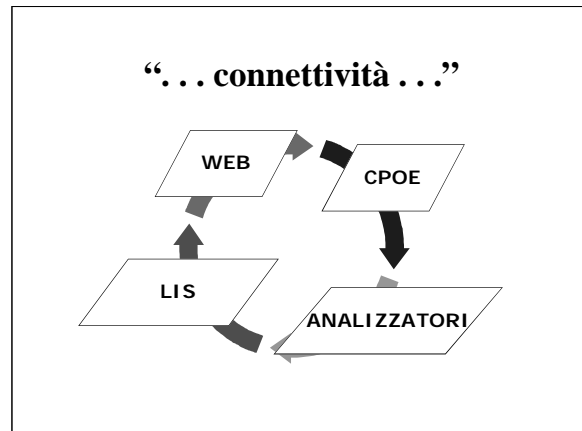 “. . . connettività . . .”
WEB
CPOE
LIS
ANALIZZATORI